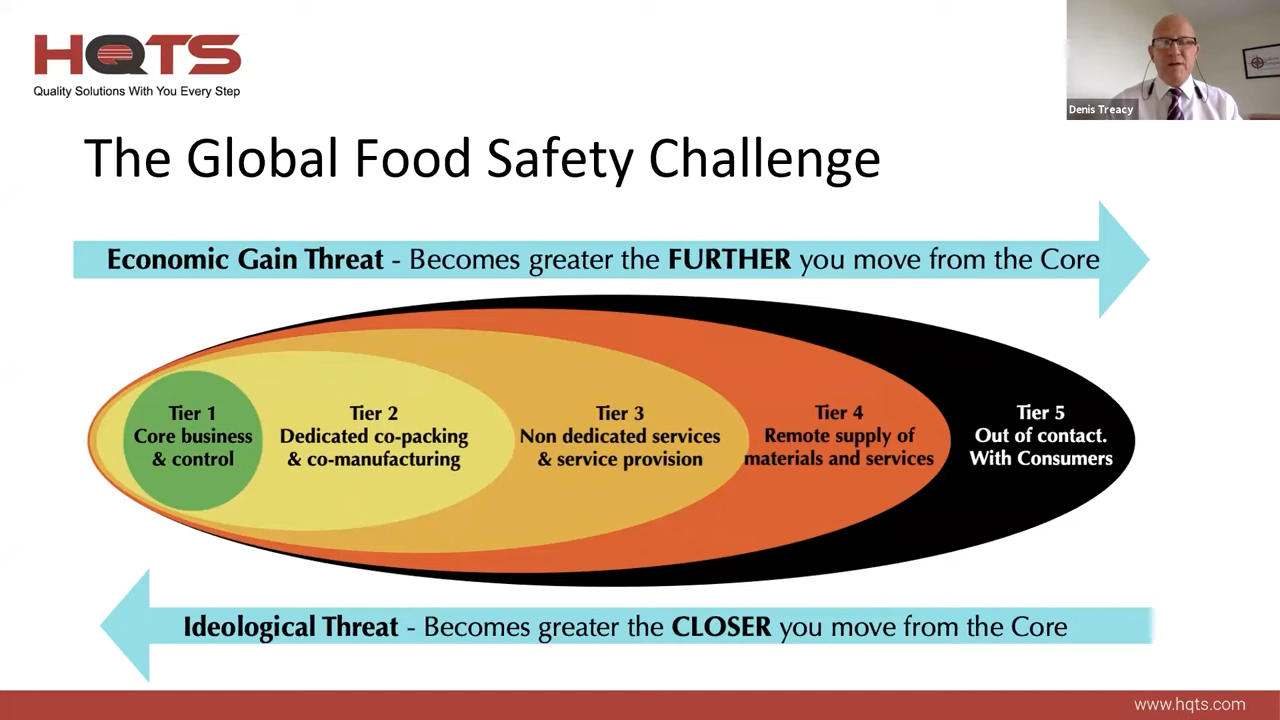 HQTS
Quality Solutions With You Every Step
Denis Treacy
The Global Food Safety Challenge
Economic Gain Threat - Becomes greater the FURTHER you move from the Core
Tier 1
Core business
& control
Tier 2
Dedicated co-packing
& co-manufacturing
Tier 3
Non dedicated services
& service provision
Tier 4
Remote supply of
materials and services
Tier 5
Out of contact.
With Consumers
Ideological Threat - Becomes greater the CLOSER you move from the Core
www.hqts.com